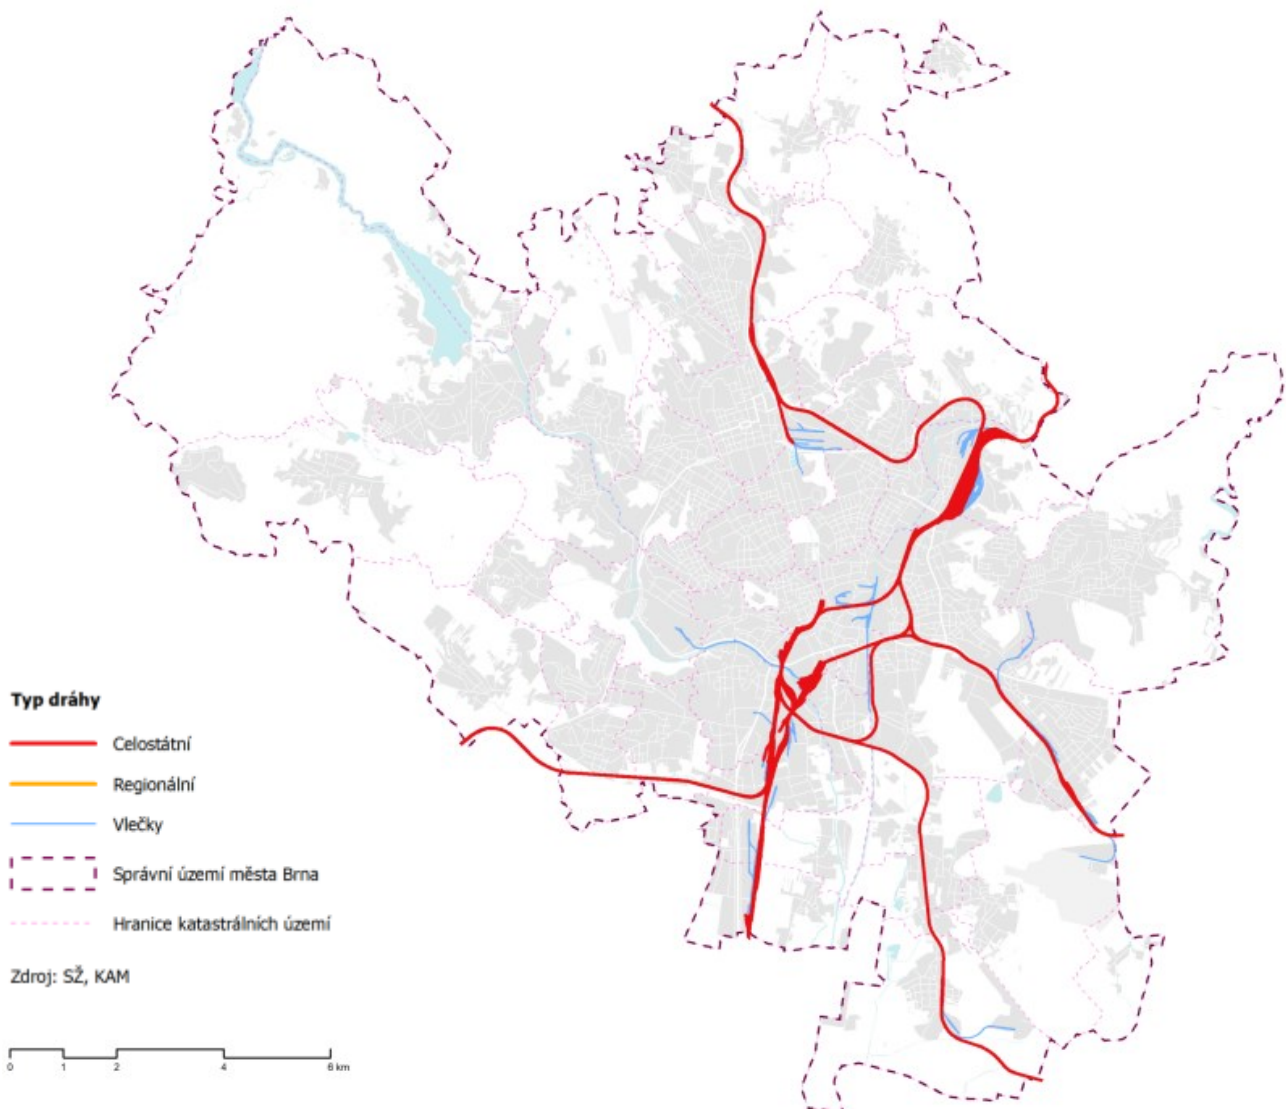 Typ dráhy
Celostátní
Regionální
Vlečky
Správní území města Brna
Hranice katastrálních území
Zdroj: SŽ, KAM
0 1 2 4 6 km